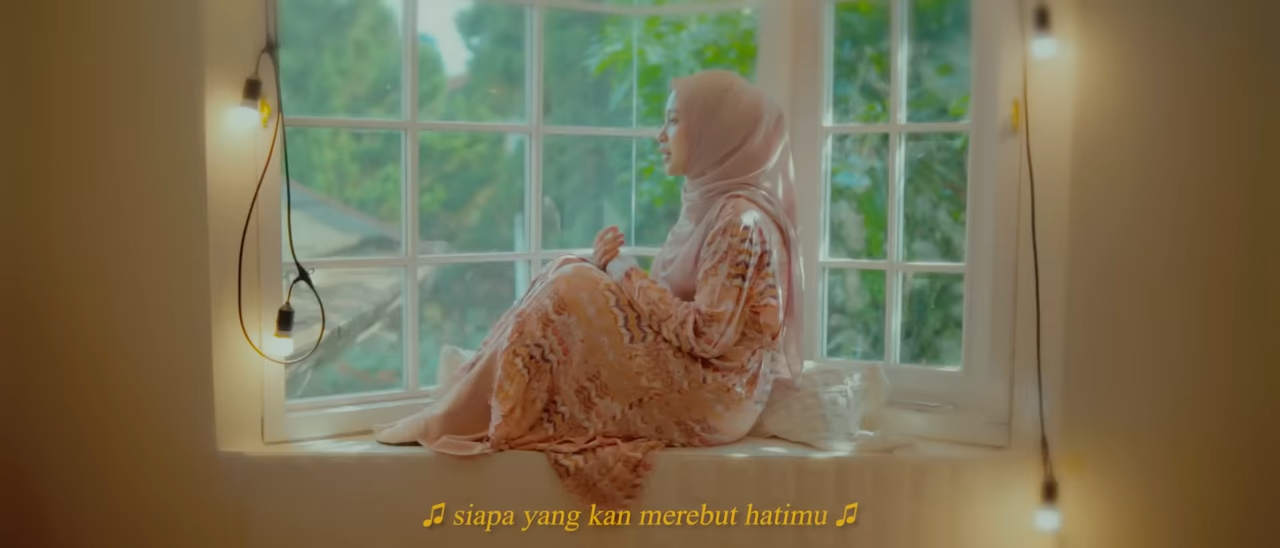 ♫ siapa yang kan merebut hatimu ♫